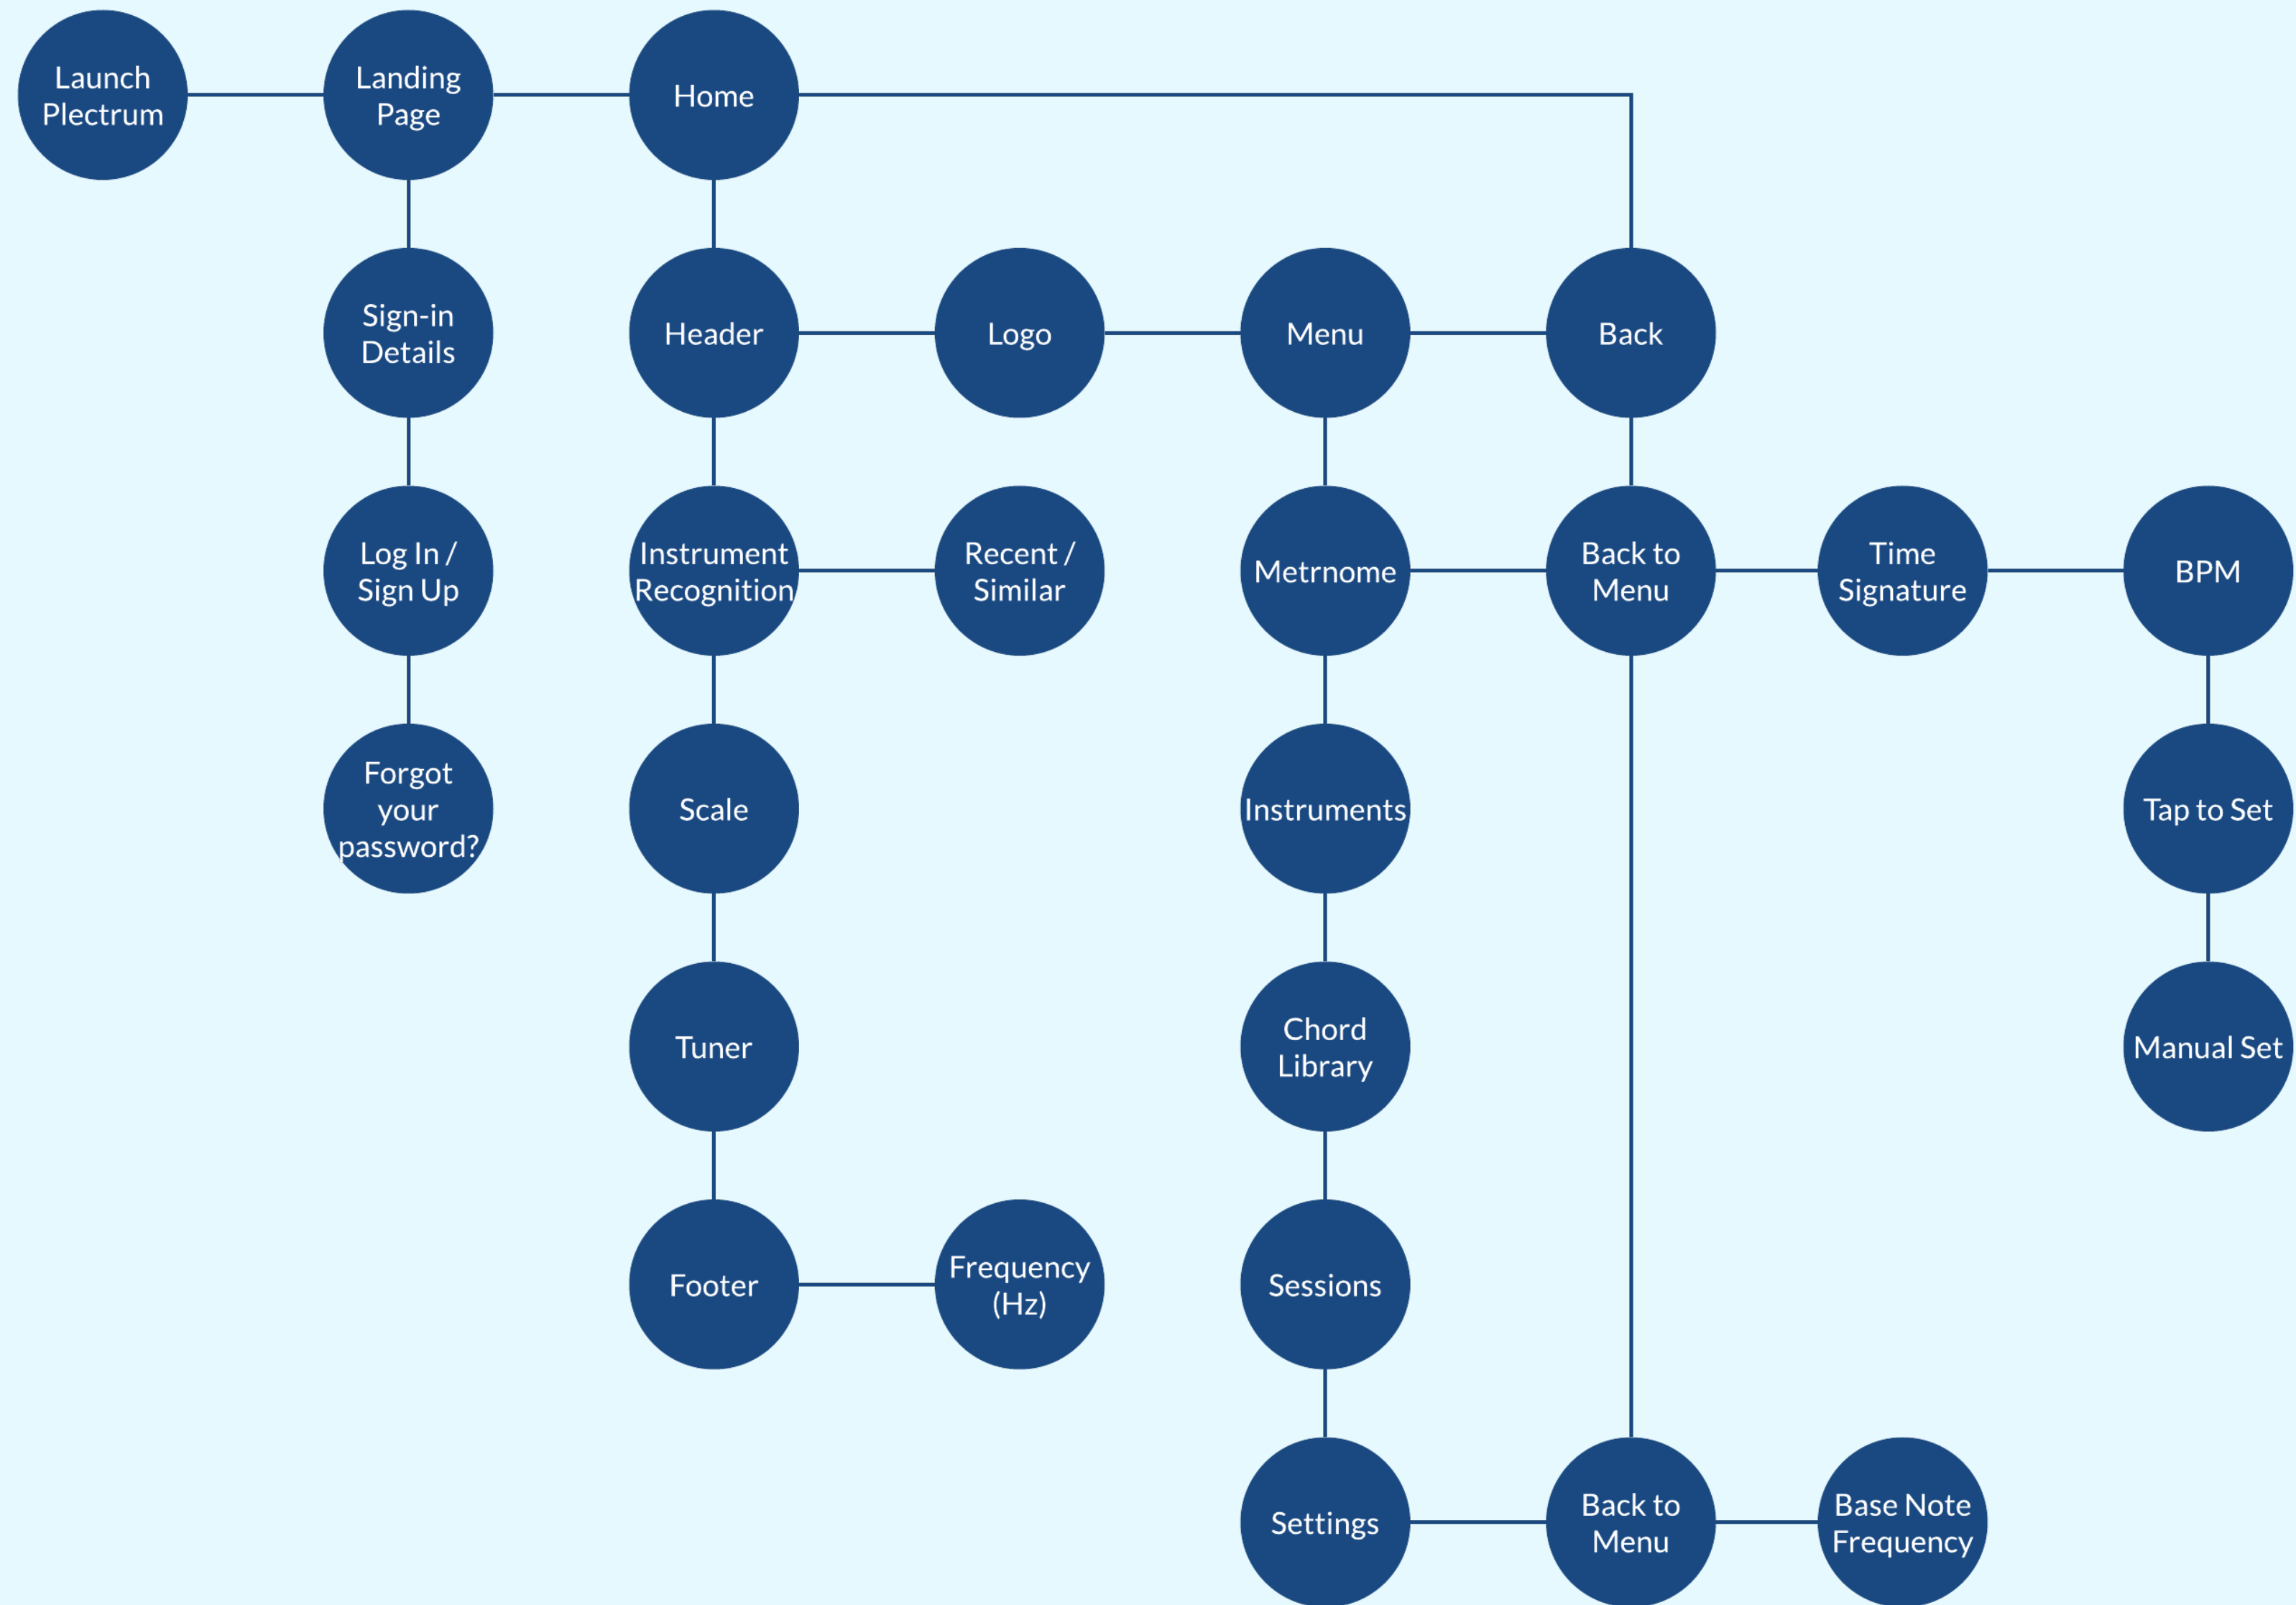 Launch
Plectrum
Landing
Page
Home
Sign-in
Details
Header
Logo
Menu
Back
Log In /
Sign Up
Instrument
Recognition
Recent /
Similar
Metrnome
Back to
Menu
Time
Signature
BPM
Forgot
your
password?
Scale
Instruments
Tap to Set
Tuner
Chord
Library
Manual Set
Footer
Frequency
(Hz)
Sessions
Settings
Back to
Menu
Base Note
Frequency